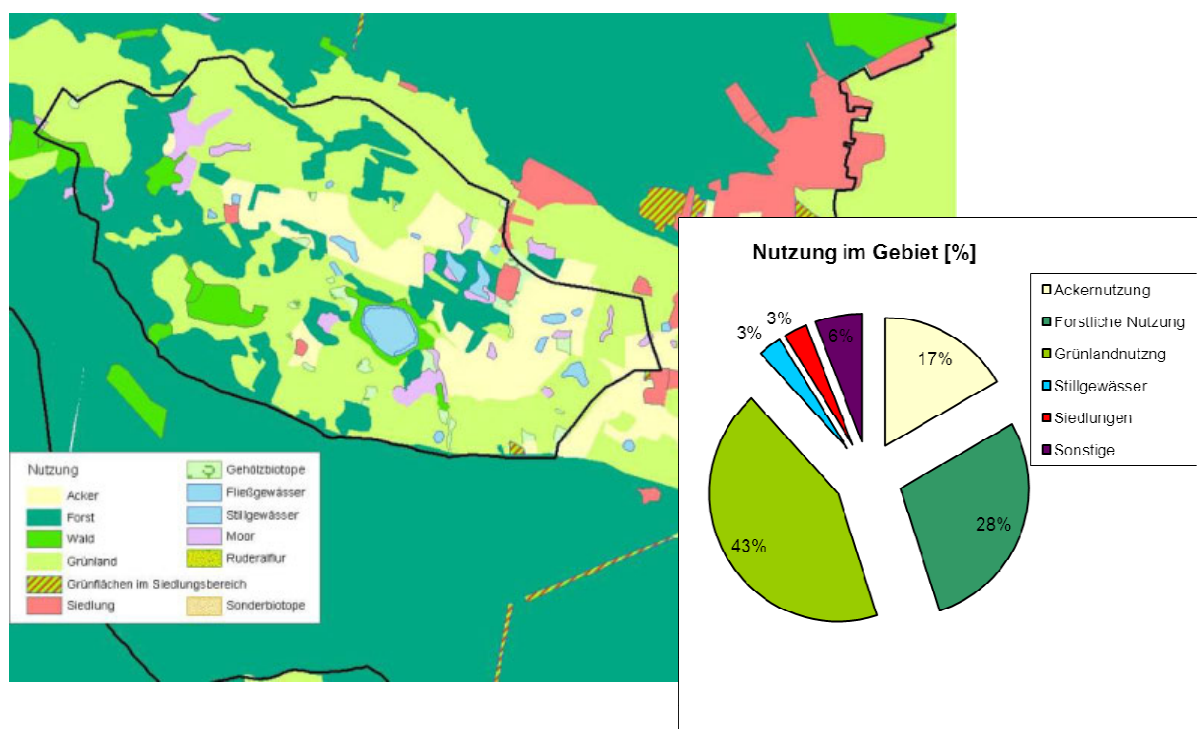 Nutzung
Acker
Forst
Wald
Grünland
Grünflächen im Siedlungsbereich
Siedlung
Gehölzbiotope
Fließgewässer
Stillgewässer
Moor
Ruderalflur
Sonderbiotope
Nutzung im Gebiet [%]
3%
3%
6%
17%
28%
43%
Ackernutzung
Forstliche Nutzung
Grünlandnutzng
Stillgewässer
Siedlungen
Sonstige